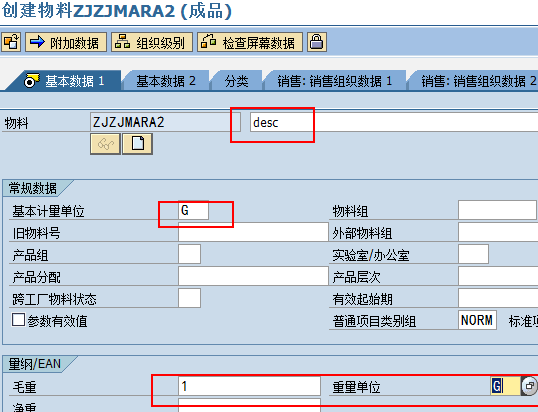 创建物料ZJZJMARA2 (成品)
附加数据 组织级别 检查屏幕数据
基本数据 1 基本数据 2 分类 销售: 销售组织数据 1 销售: 销售组织数据 2
物料 ZJZJMARA2 desc
常规数据
基本计量单位 G 物料组
旧物料号 外部物料组
产品组 实验室/办公室
产品分配 产品层次
跨工厂物料状态 有效起始期
参数有效值 普通项目类别组 NORM 标准项
量纲/EAN
毛重 1 重量单位 G
净重